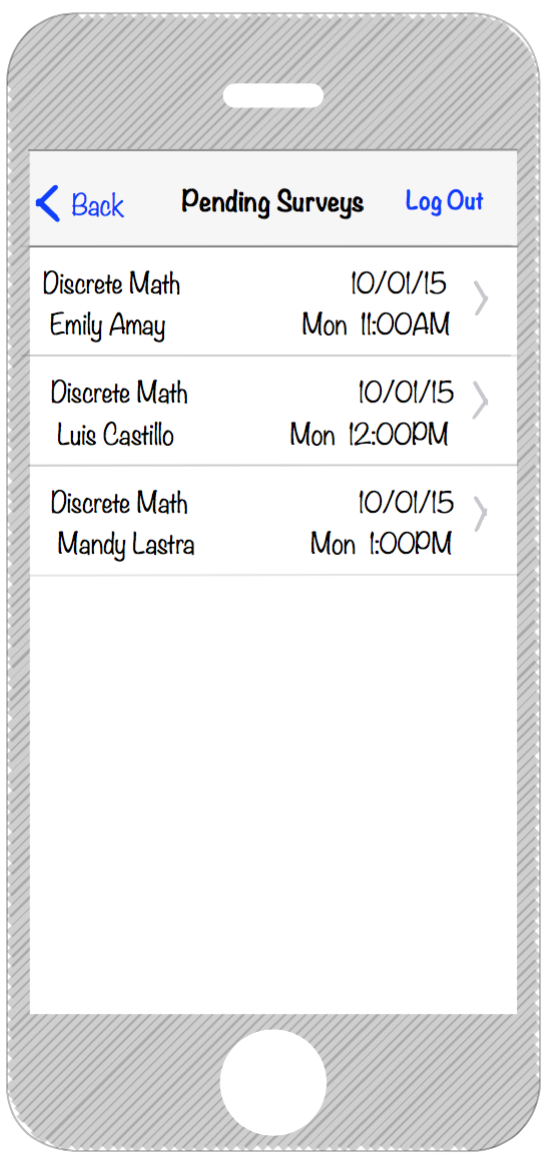 Back Pending Surveys Log Out
Discrete Math 10/01/15
Emily Amay Mon 11:00AM
Discrete Math 10/01/15
Luis Castillo Mon 12:00PM
Discrete Math 10/01/15
Mandy Lastra Mon 1:00PM